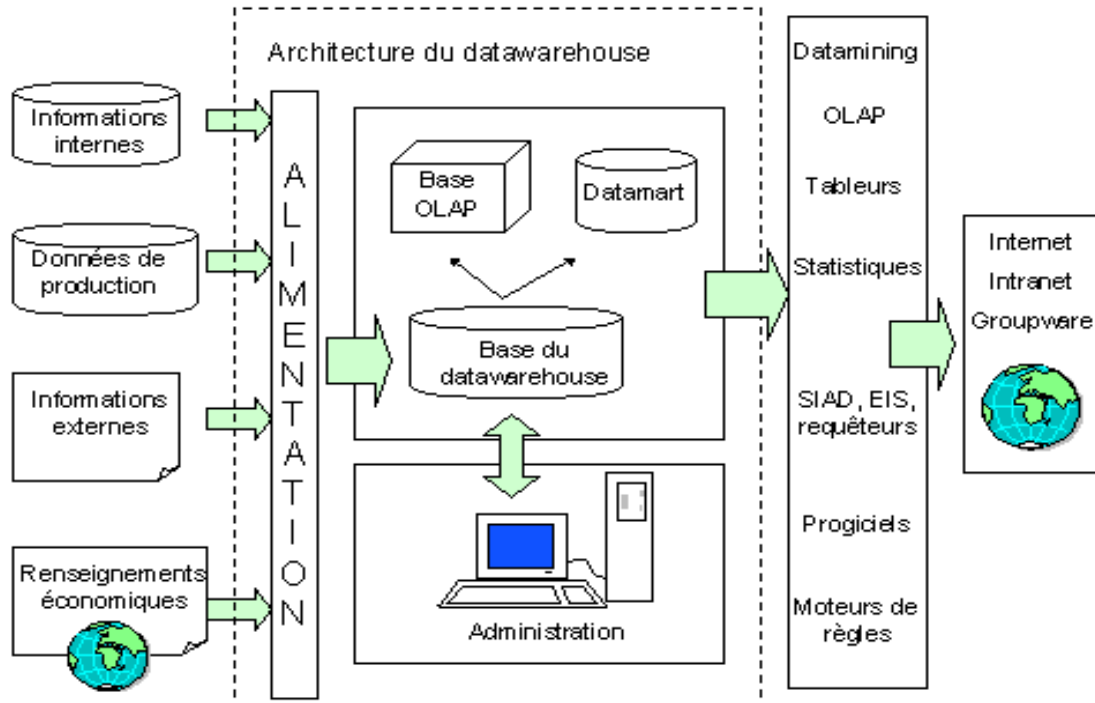 Architecture du datawarehouse
Informations
internes
Données de
production
Informations
externes
Renseignements
économiques
ALIMENTATION
Base
OLAP
Datamart
Base du
datawarehouse
Administration
Datamining
OLAP
Tableurs
Statistiques
SIAD, EIS,
requêteurs
Progiciels
Moteurs de
règles
Internet
Intranet
Groupware